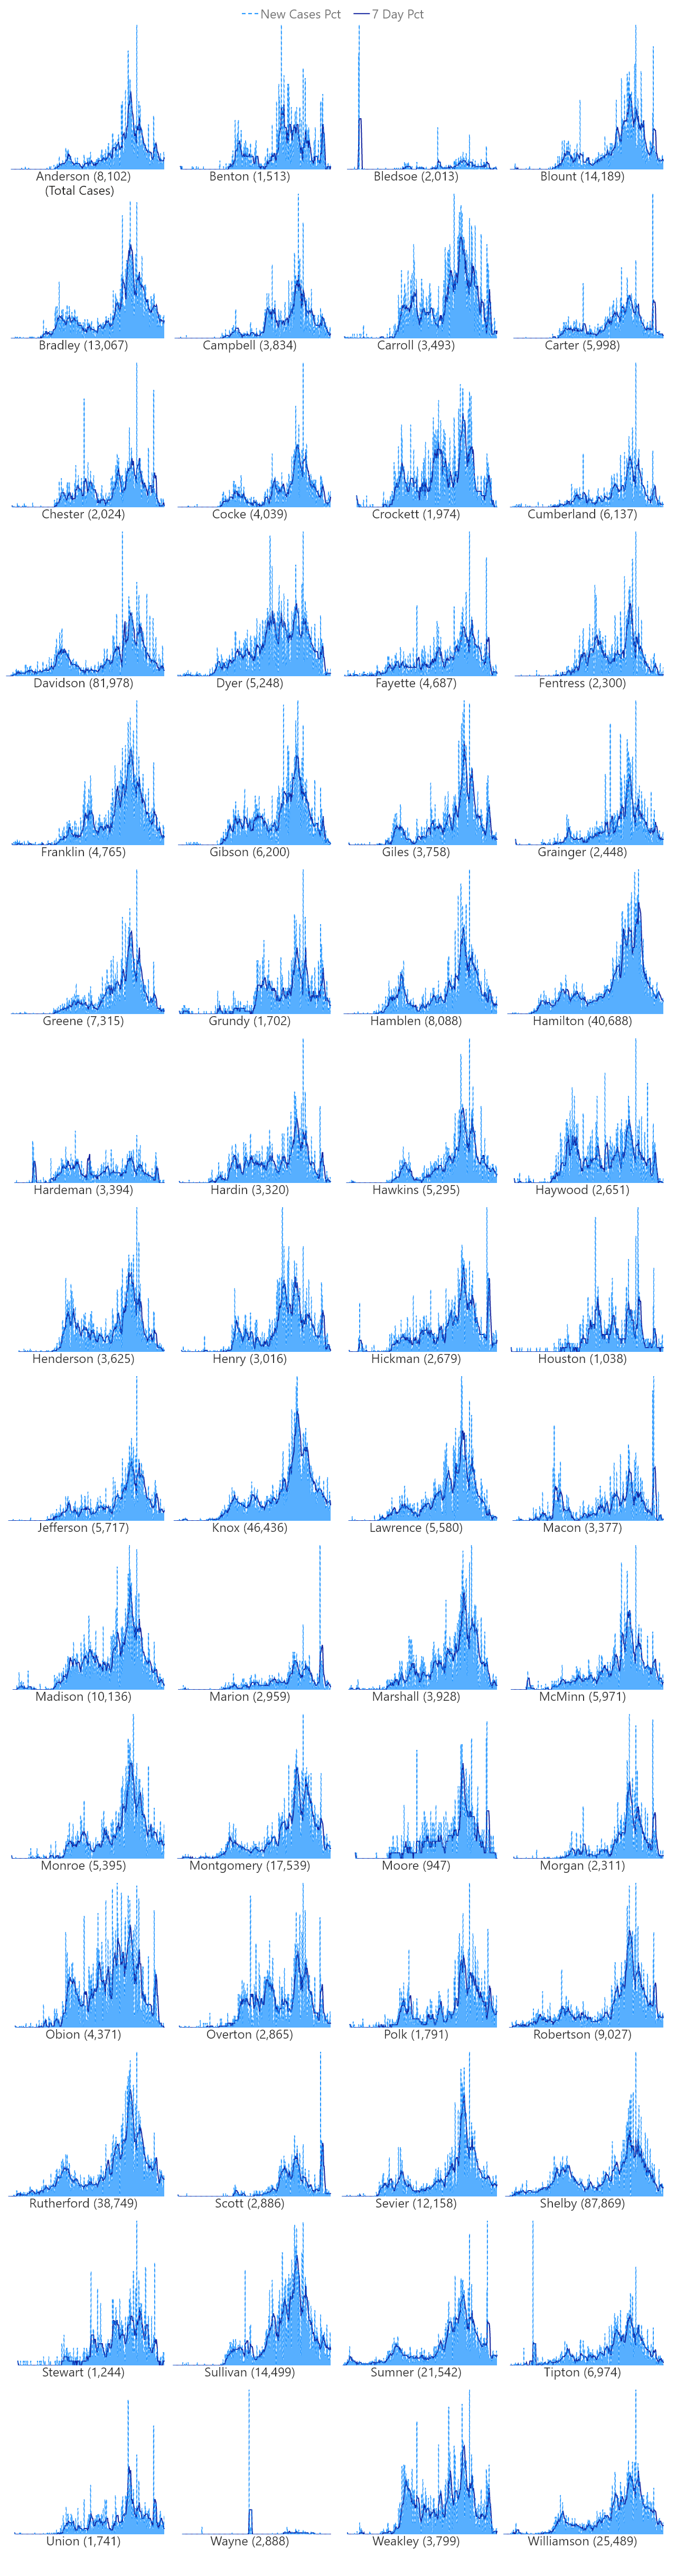 New Cases Pct 7 Day Pct
Anderson (8,102) Benton (1,513) Bledsoe (2,013) Blount (14,189)
(Total Cases)
Bradley (13,067) Campbell (3,834) Carroll (3,493) Carter (5,998)
Chester (2,024) Cocke (4,039) Crockett (1,974) Cumberland (6,137)
Davidson (81,978) Dyer (5,248) Fayette (4,687) Fentress (2,300)
Franklin (4,765) Gibson (6,200) Giles (3,758) Grainger (2,448)
Greene (7,315) Grundy (1,702) Hamblen (8,088) Hamilton (40,688)
Hardeman (3,394) Hardin (3,320) Hawkins (5,295) Haywood (2,651)
Henderson (3,625) Henry (3,016) Hickman (2,679) Houston (1,038)
Jefferson (5,717) Knox (46,436) Lawrence (5,580) Macon (3,377)
Madison (10,136) Marion (2,959) Marshall (3,928) McMinn (5,971)
Monroe (5,395) Montgomery (17,539) Moore (947) Morgan (2,311)
Obion (4,371) Overton (2,865) Polk (1,791) Robertson (9,027)
Rutherford (38,749) Scott (2,886) Sevier (12,158) Shelby (87,869)
Stewart (1,244) Sullivan (14,499) Sumner (21,542) Tipton (6,974)
Union (1,741) Wayne (2,888) Weakley (3,799) Williamson (25,489)